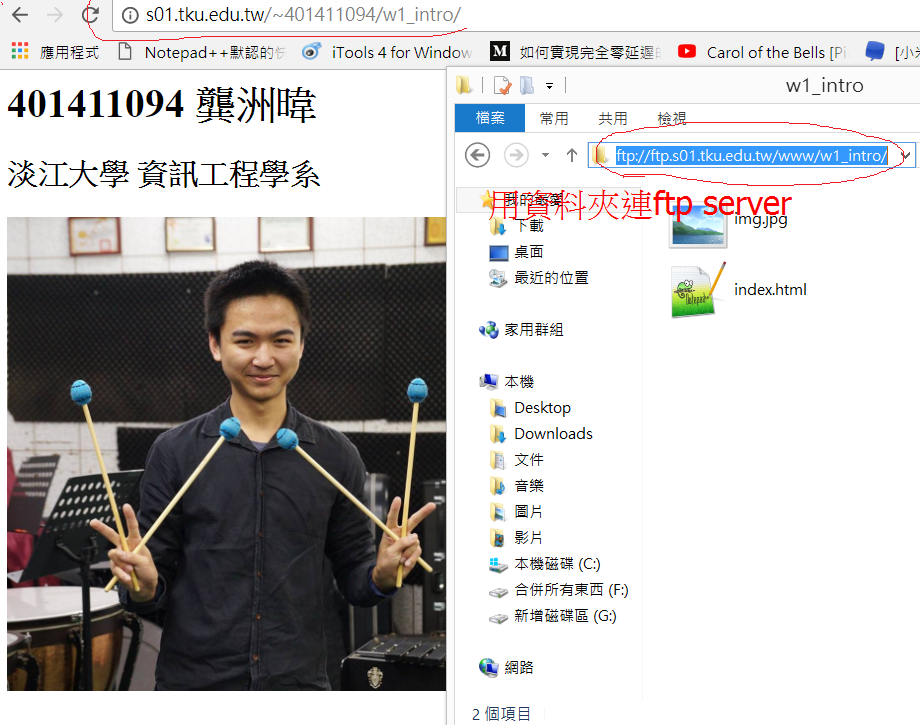 s01.tku.edu.tw/~401411094/w1_intro/
應用程式
Notepad++默認的
iTools 4 for Window
M
如何實現完全零延遲
Carol of the Bells [Pi
[小
401411094 龔洲暐
淡江大學 資訊工程學系
w1_intro
檔案 常用 共用 檢視
ftp://ftp.s01.tku.edu.tw/www/w1_intro/
用資料夾連ftp server
我的最愛
下載
桌面
最近的位置
家用群組
本機
Desktop
Downloads
文件
音樂
圖片
影片
本機磁碟 (C:)
合併所有東西 (F:)
新增磁碟區 (G:)
網路
img.jpg
index.html
2 個項目